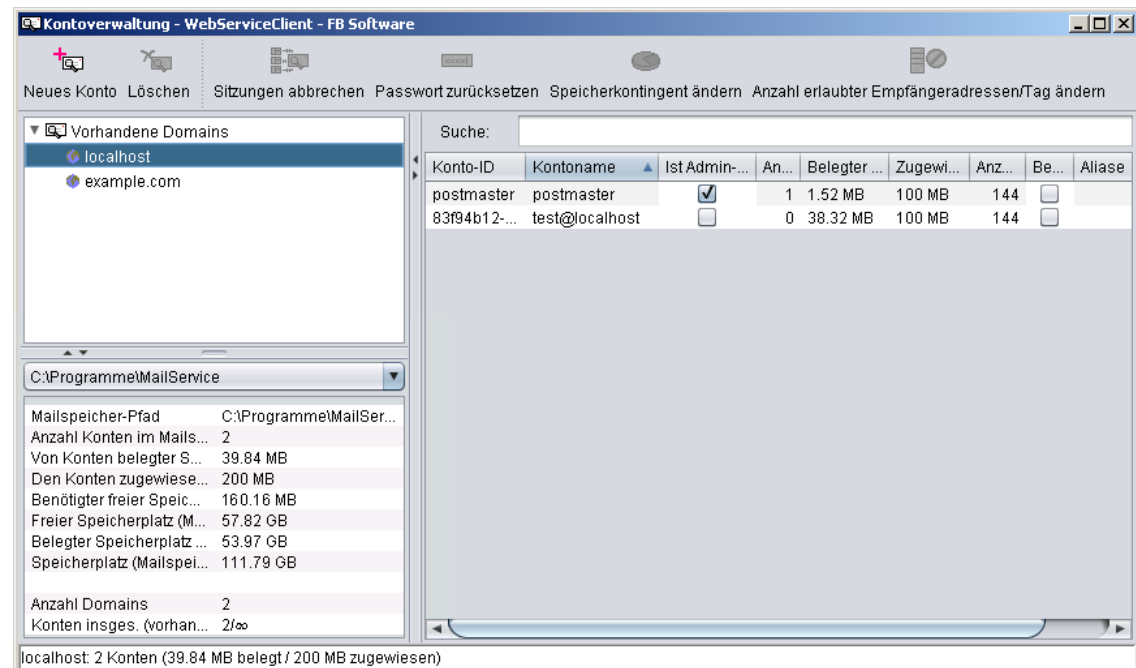 Kontoverwaltung - WebServiceClient - FB Software
Neues Konto Löschen Sitzungen abbrechen Passwort zurücksetzen Speicherkontingent ändern Anzahl erlaubter Empfängeradressen/Tag ändern
Vorhandene Domains
localhost
example.com
Suche:
Konto-ID Kontoname Ist Admin-... An... Belegter ... Zugewi... Anz... Be... Aliase
postmaster postmaster 1 1.52 MB 100 MB 144
83f94b12-... test@localhost 0 38.32 MB 100 MB 144
C:\Programme\MailService
Mailspeicher-Pfad C:\Programme\MailSer...
Anzahl Konten im Mails... 2
Von Konten belegter S... 39.84 MB
Den Konten zugewiese... 200 MB
Benötigter freier Speic... 160.16 MB
Freier Speicherplatz (M... 57.82 GB
Belegter Speicherplatz ... 53.97 GB
Speicherplatz (Mailspei... 111.79 GB
Anzahl Domains 2
Konten insges. (vorhan... 2/∞
localhost: 2 Konten (39.84 MB belegt / 200 MB zugewiesen)